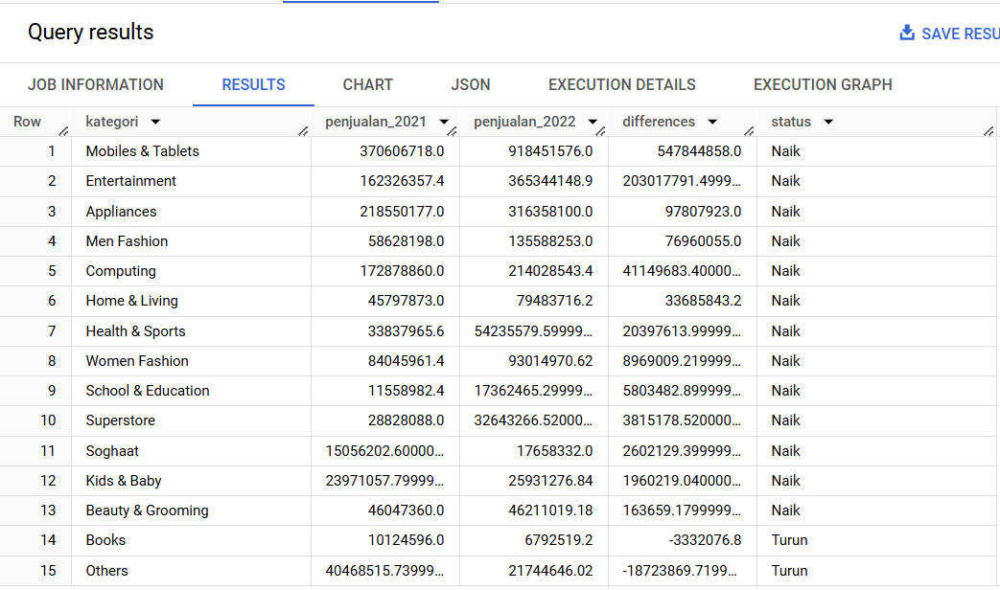 Query results SAVE RESU
JOB INFORMATION RESULTS CHART JSON EXECUTION DETAILS EXECUTION GRAPH
Row kategori penjualan_2021 penjualan_2022 differences status
1 Mobiles & Tablets 370606718.0 918451576.0 547844858.0 Naik
2 Entertainment 162326357.4 365344148.9 203017791.4999... Naik
3 Appliances 218550177.0 316358100.0 97807923.0 Naik
4 Men Fashion 58628198.0 135588253.0 76960055.0 Naik
5 Computing 172878860.0 214028543.4 41149683.40000... Naik
6 Home & Living 45797873.0 79483716.2 33685843.2 Naik
7 Health & Sports 33837965.6 54235579.59999... 20397613.99999... Naik
8 Women Fashion 84045961.4 93014970.62 8969009.219999... Naik
9 School & Education 11558982.4 17362465.29999... 5803482.899999... Naik
10 Superstore 28828088.0 32643266.52000... 3815178.520000... Naik
11 Soghaat 15056202.60000... 17658332.0 2602129.399999... Naik
12 Kids & Baby 23971057.79999... 25931276.84 1960219.040000... Naik
13 Beauty & Grooming 46047360.0 46211019.18 163659.1799999... Naik
14 Books 10124596.0 6792519.2 -3332076.8 Turun
15 Others 40468515.73999... 21744646.02 -18723869.7199... Turun